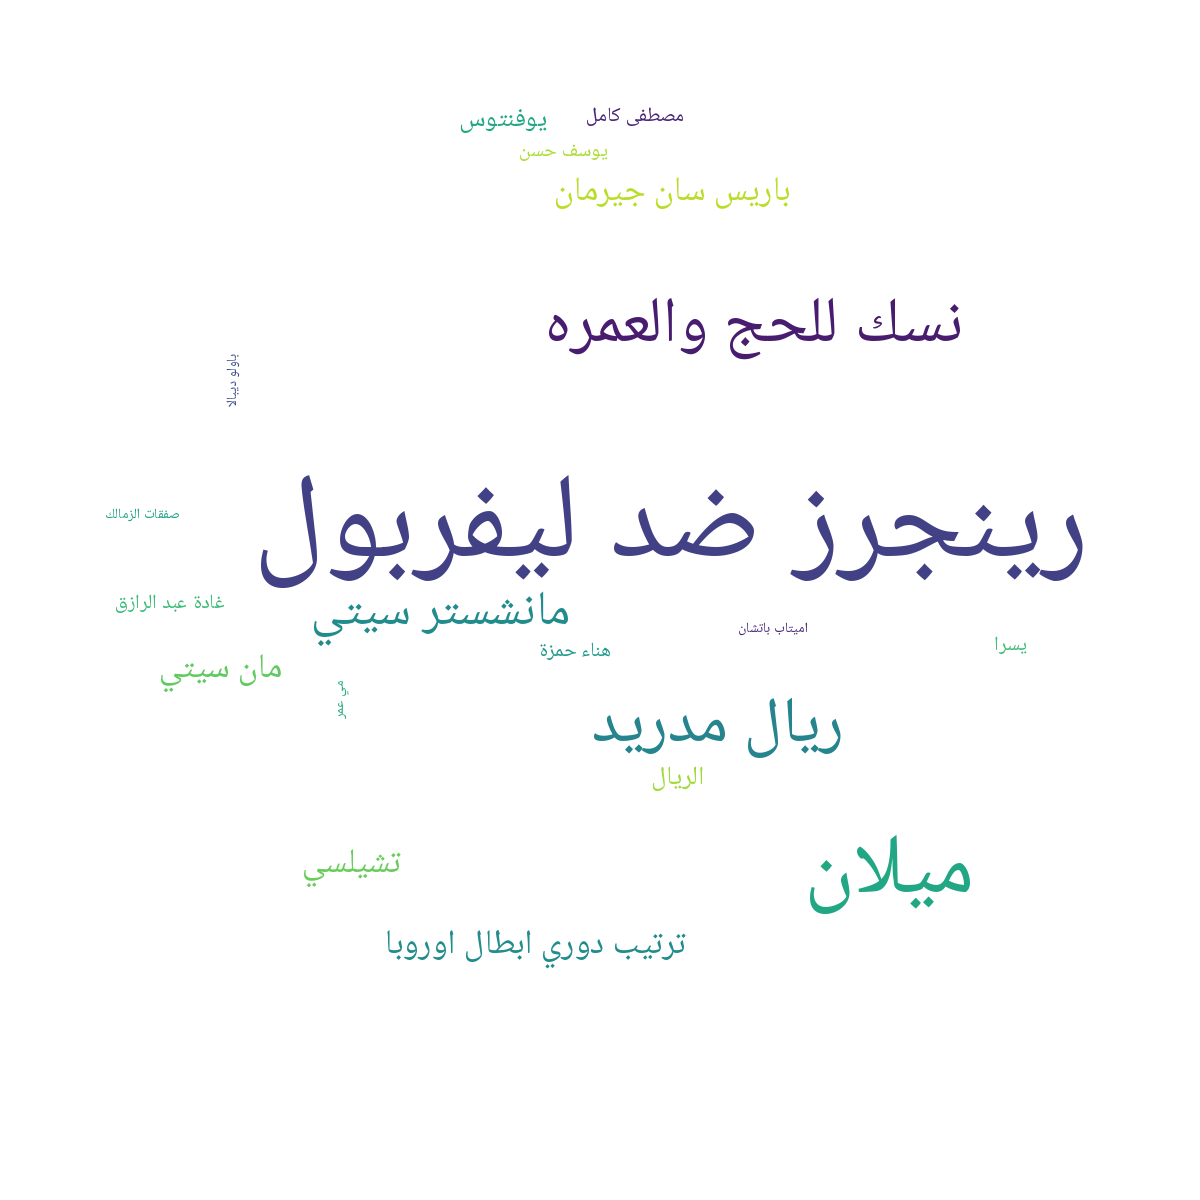 مصطفى كامل
يوفنتوس
يوسف حسن
باريس سان جيرمان
نسك للحج والعمره
باولو ديبالا
رينجرز ضد ليفربول
صفقات الزمالك
غادة عبد الرازق
مانشستر سيتي
اميتاب باتشان
يسرا
هناء حمزة
مان سيتي
مي عمر
ريال مدريد
الريال
تشيلسي
ميلان
ترتيب دوري ابطال اوروبا